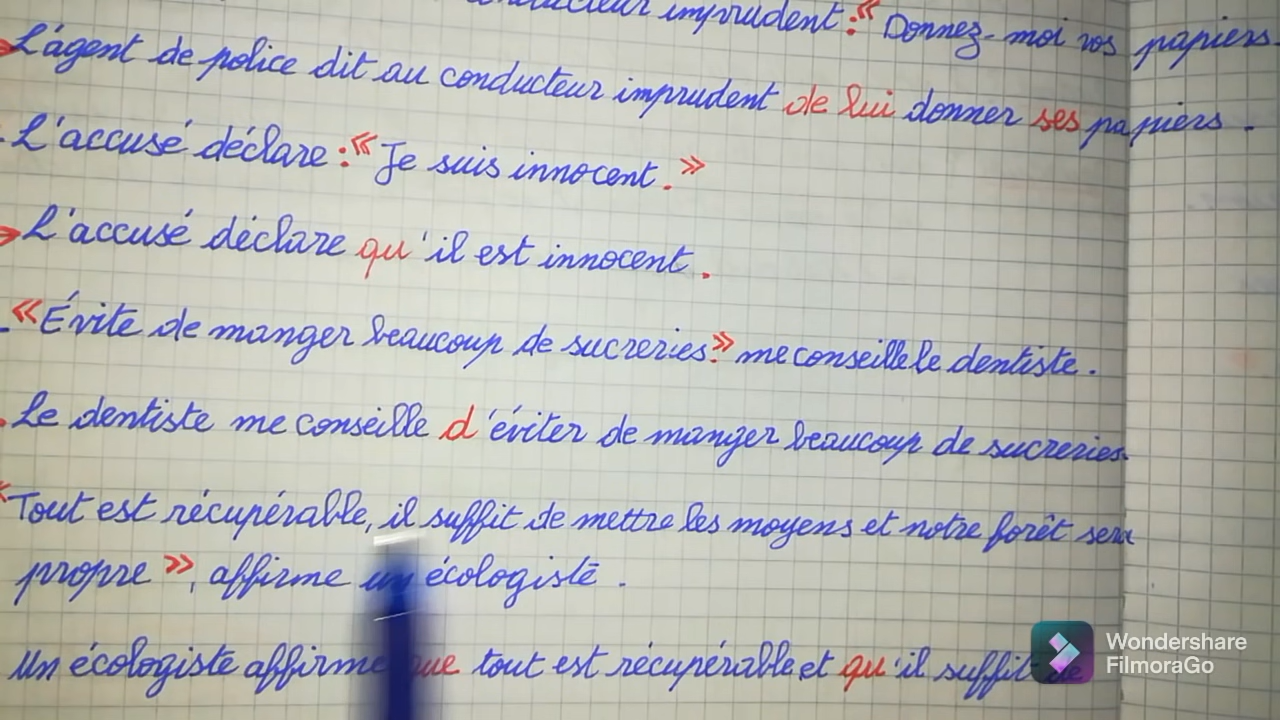 conducteur imprudent : « Donnez-moi vos papiers.
L'agent de police dit au conducteur imprudent de lui donner ses papiers.
- L'accusé déclare : « Je suis innocent. »
L'accusé déclare qu'il est innocent.
- « Évite de manger beaucoup de sucreries. » me conseille le dentiste.
Le dentiste me conseille d'éviter de manger beaucoup de sucreries.
« Tout est récupérable, il suffit de mettre les moyens et notre forêt sera
propre », affirme un écologiste.
Un écologiste affirme que tout est récupérable et qu'il suffit de
Wondershare
FilmoraGo